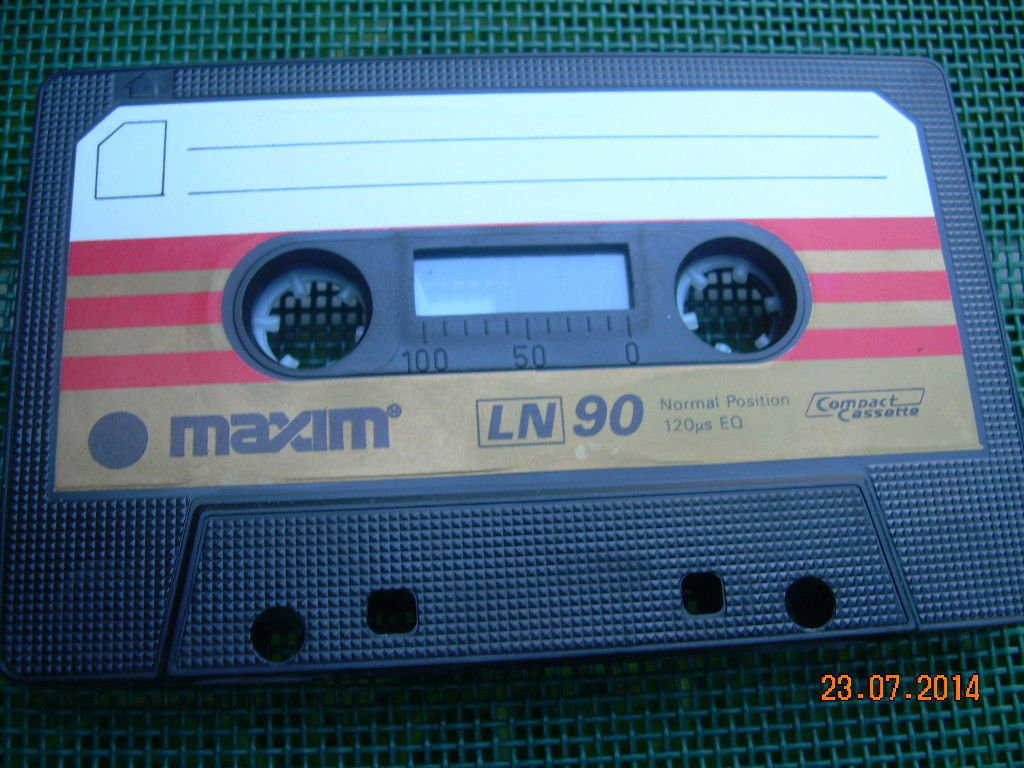 100 50 0
maxim®
LN 90
Normal Position
120µs EQ
Compact
Cassette
23.07.2014